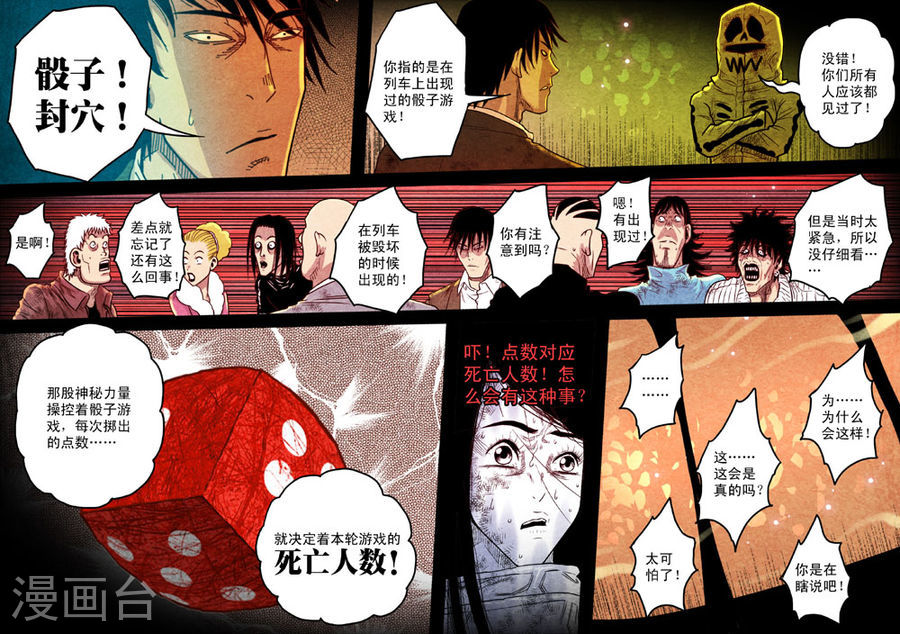 骰子！
封穴！
你指的是在
列车上出现
过的骰子游
戏！
没错！
你们所有
人应该都
见过了！
是啊！
差点就
忘记了
还有这
么回事！
在列车
被毁坏
的时候
出现的！
你有注
意到吗？
嗯！
有出
现过！
但是当时太
紧急，所以
没仔细看……
那股神秘力量
操控着骰子游
戏，每次掷出
的点数……
就决定着本轮游戏的
死亡人数！
吓！点数对应
死亡人数！怎
么会有这种事？
……
……
为……
为什么
会这样！
这……
这会是
真的吗？
太可
怕了！
你是在
瞎说吧！
漫画台